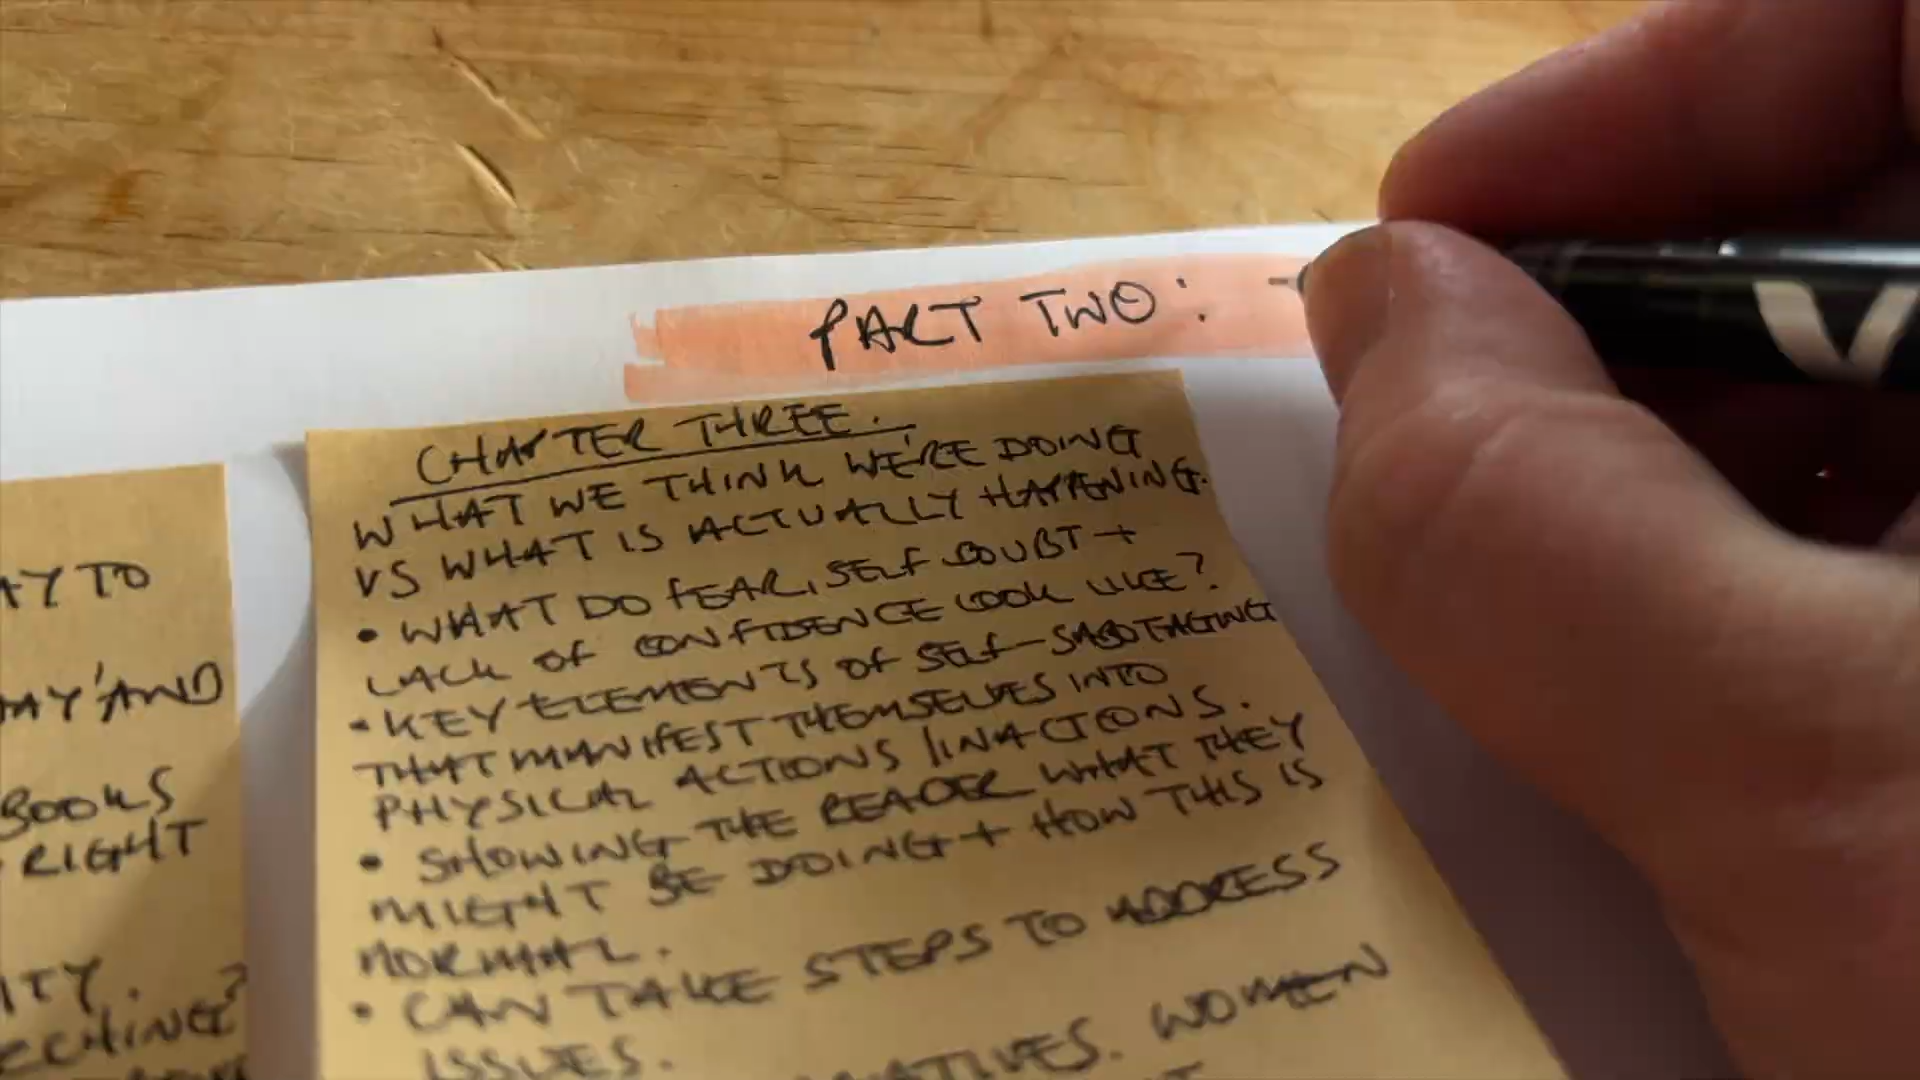 PART TWO:
CHAPTER THREE.
WHAT WE THINK WE'RE DOING
VS WHAT IS ACTUALLY HAPPENING.
• WHAT DO FEAR, SELF DOUBT +
LACK OF CONFIDENCE LOOK LIKE?
• KEY ELEMENTS OF SELF-SABOTAGING
THAT MANIFEST THEMSELVES INTO
PHYSICAL ACTIONS / INACTIONS.
• SHOWING THE READER WHAT THEY
MIGHT BE DOING + HOW THIS IS
NORMAL.
• CAN TAKE STEPS TO ADDRESS
ISSUES.
WOMEN
TO
AND
BOOKS
RIGHT
V